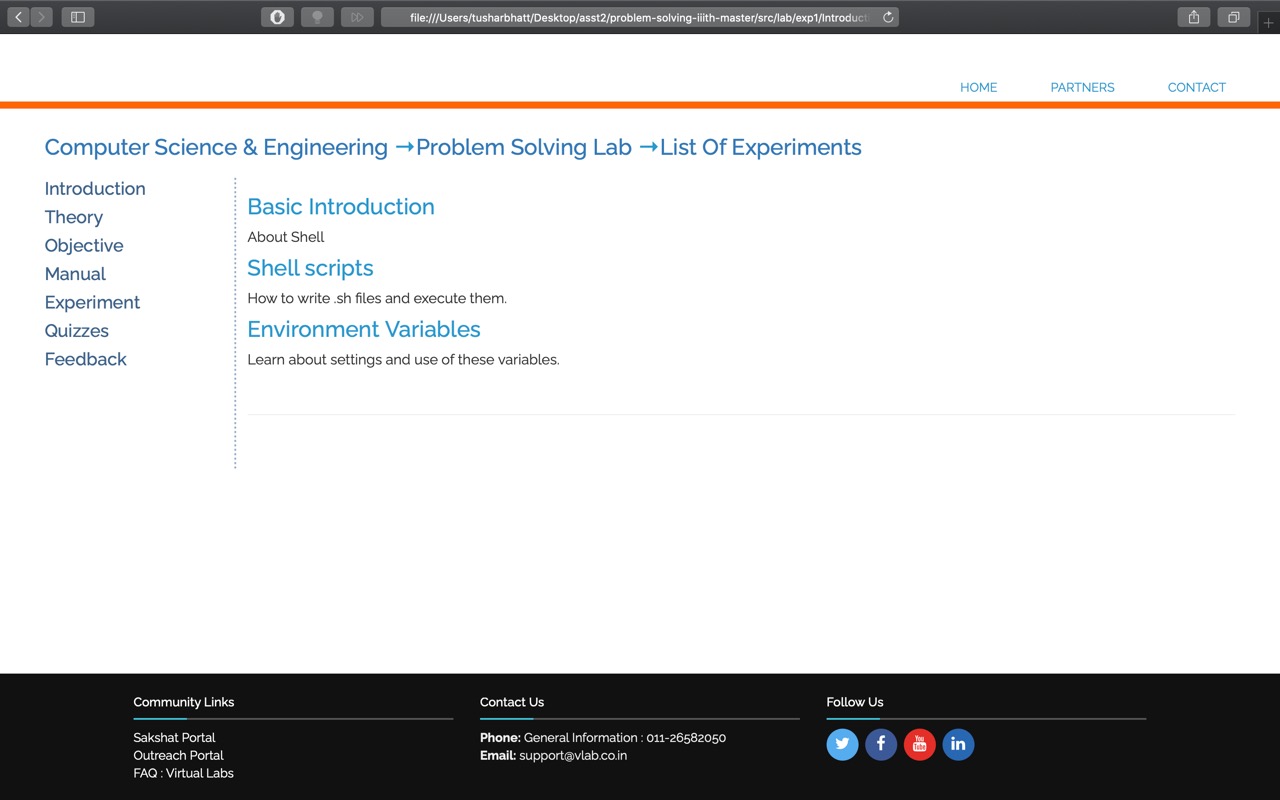 file:///Users/tusharbhatt/Desktop/asst2/problem-solving-iiith-master/src/lab/exp1/Introduct
HOME PARTNERS CONTACT
Computer Science & Engineering →Problem Solving Lab →List Of Experiments
Introduction
Theory
Objective
Manual
Experiment
Quizzes
Feedback
Basic Introduction
About Shell
Shell scripts
How to write .sh files and execute them.
Environment Variables
Learn about settings and use of these variables.
Community Links
Sakshat Portal
Outreach Portal
FAQ : Virtual Labs
Contact Us
Phone: General Information : 011-26582050
Email: support@vlab.co.in
Follow Us
You Tube